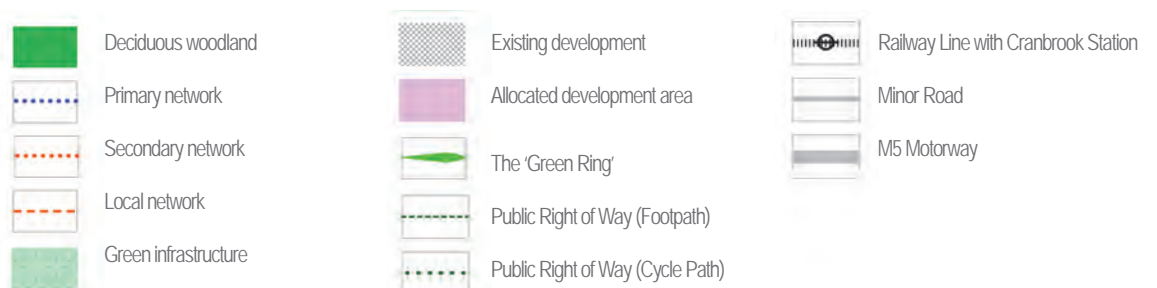 Deciduous woodland
Primary network
Secondary network
Local network
Green infrastructure
Existing development
Allocated development area
The 'Green Ring'
Public Right of Way (Footpath)
Public Right of Way (Cycle Path)
Railway Line with Cranbrook Station
Minor Road
M5 Motorway